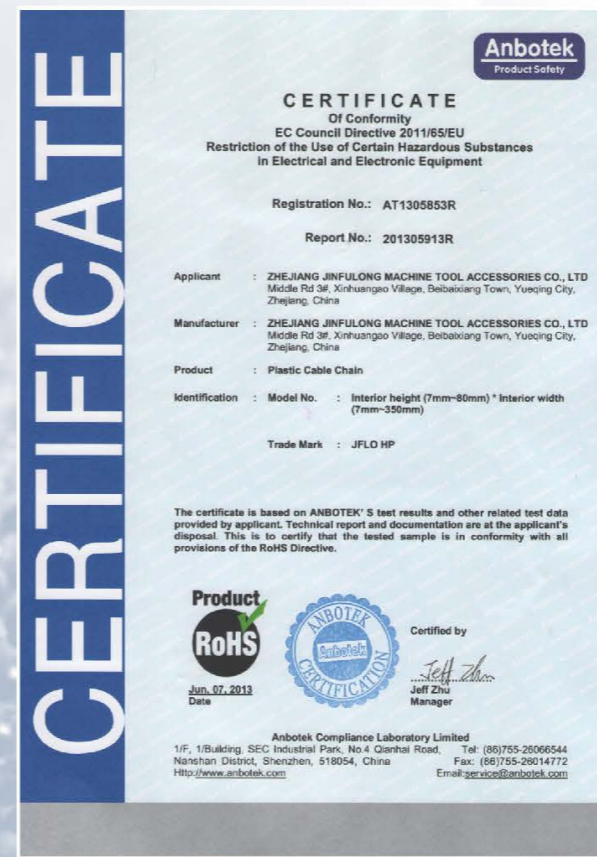 CERTIFICATE
Anbotek
Product Safety
CERTIFICATE
Of Conformity
EC Council Directive 2011/65/EU
Restriction of the Use of Certain Hazardous Substances
in Electrical and Electronic Equipment
Registration No.: AT1305853R
Report No.: 201305913R
Applicant : ZHEJIANG JINFULONG MACHINE TOOL ACCESSORIES CO., LTD
Middle Rd 3#, Xinhuangao Village, Beibaixiang Town, Yueqing City,
Zhejiang, China
Manufacturer : ZHEJIANG JINFULONG MACHINE TOOL ACCESSORIES CO., LTD
Middle Rd 3#, Xinhuangao Village, Beibaixiang Town, Yueqing City,
Zhejiang, China
Product : Plastic Cable Chain
Identification : Model No. : Interior height (7mm~80mm) * Interior width
(7mm~350mm)
Trade Mark : JFLO HP
The certificate is based on ANBOTEK' S test results and other related test data
provided by applicant. Technical report and documentation are at the applicant's
disposal. This is to certify that the tested sample is in conformity with all
provisions of the RoHS Directive.
Product
RoHS
ANBOTEK
Anbotek
CERTIFICATION
Certified by
Jeff Zhu
Jun. 07, 2013
Date
Jeff Zhu
Manager
Anbotek Compliance Laboratory Limited
1/F, 1/Building, SEC Industrial Park, No.4 Qianhai Road, Tel: (86)755-26066544
Nanshan District, Shenzhen, 518054, China Fax: (86)755-26014772
Http://www.anbotek.com Email:service@anbotek.com